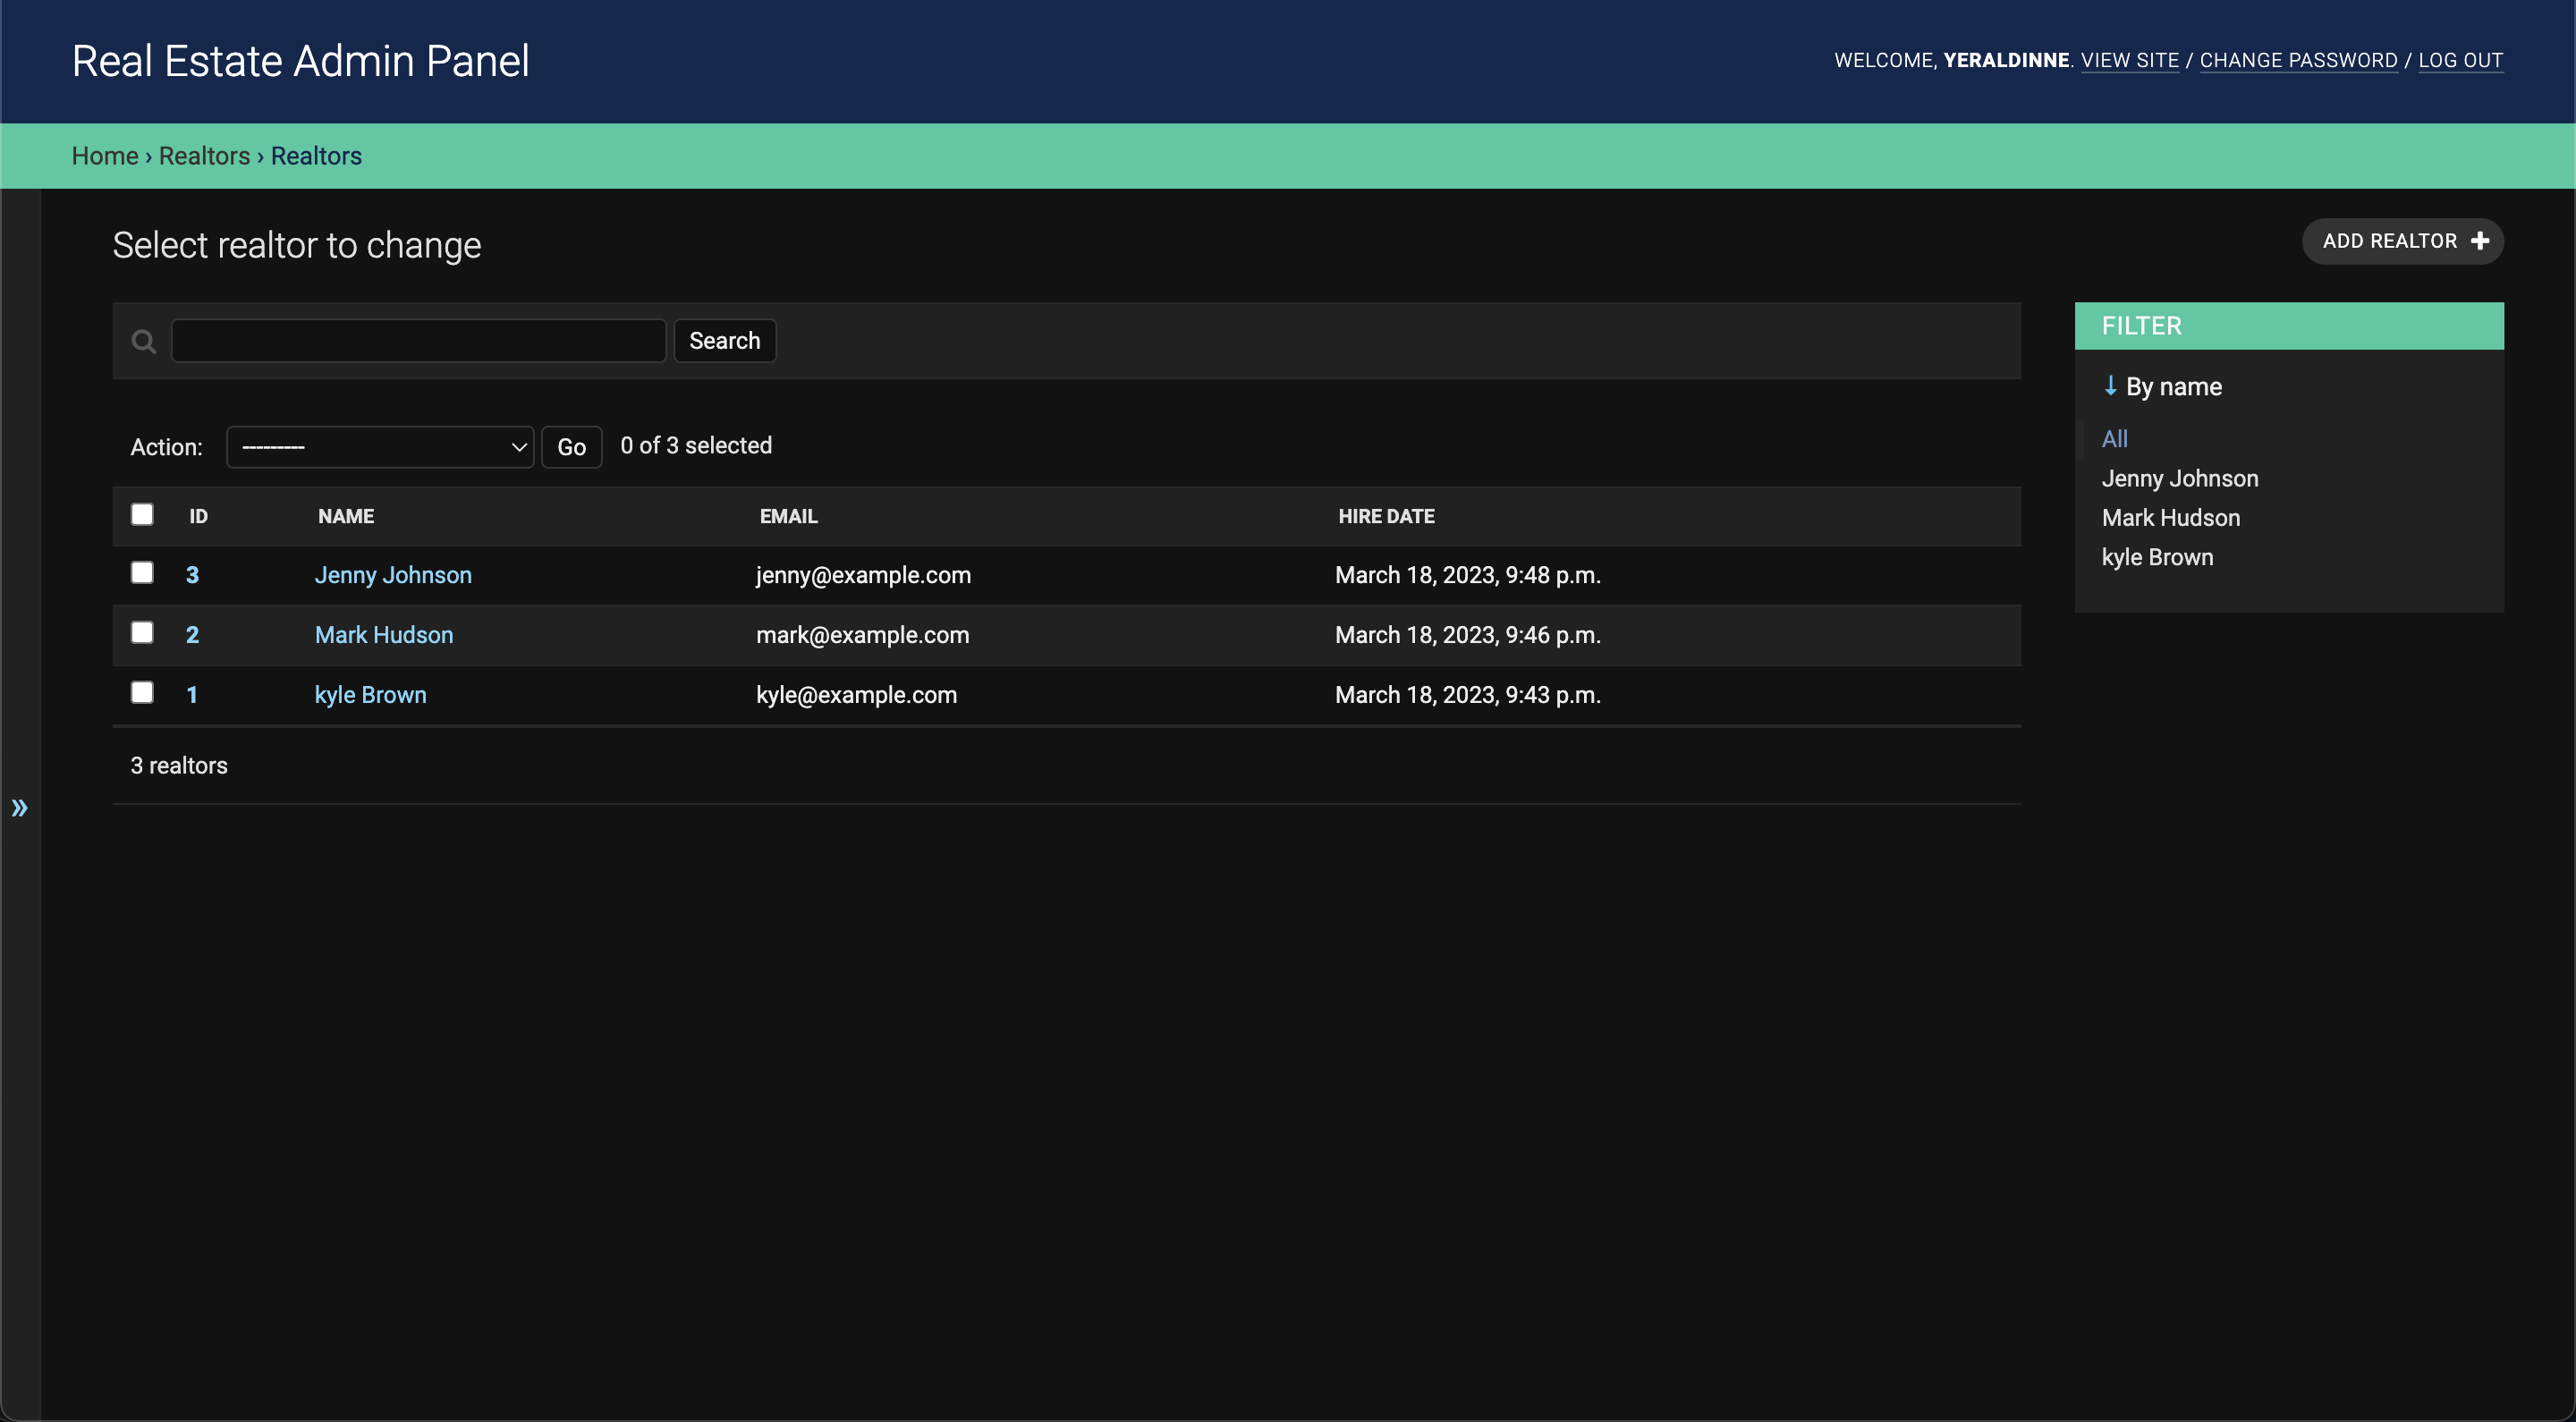 Real Estate Admin Panel
WELCOME, YERALDINNE. VIEW SITE / CHANGE PASSWORD / LOG OUT
Home › Realtors › Realtors
Select realtor to change
ADD REALTOR
Search
Action: --------- Go 0 of 3 selected
ID NAME EMAIL HIRE DATE
3 Jenny Johnson jenny@example.com March 18, 2023, 9:48 p.m.
2 Mark Hudson mark@example.com March 18, 2023, 9:46 p.m.
1 kyle Brown kyle@example.com March 18, 2023, 9:43 p.m.
3 realtors
FILTER
↓ By name
All
Jenny Johnson
Mark Hudson
kyle Brown
»